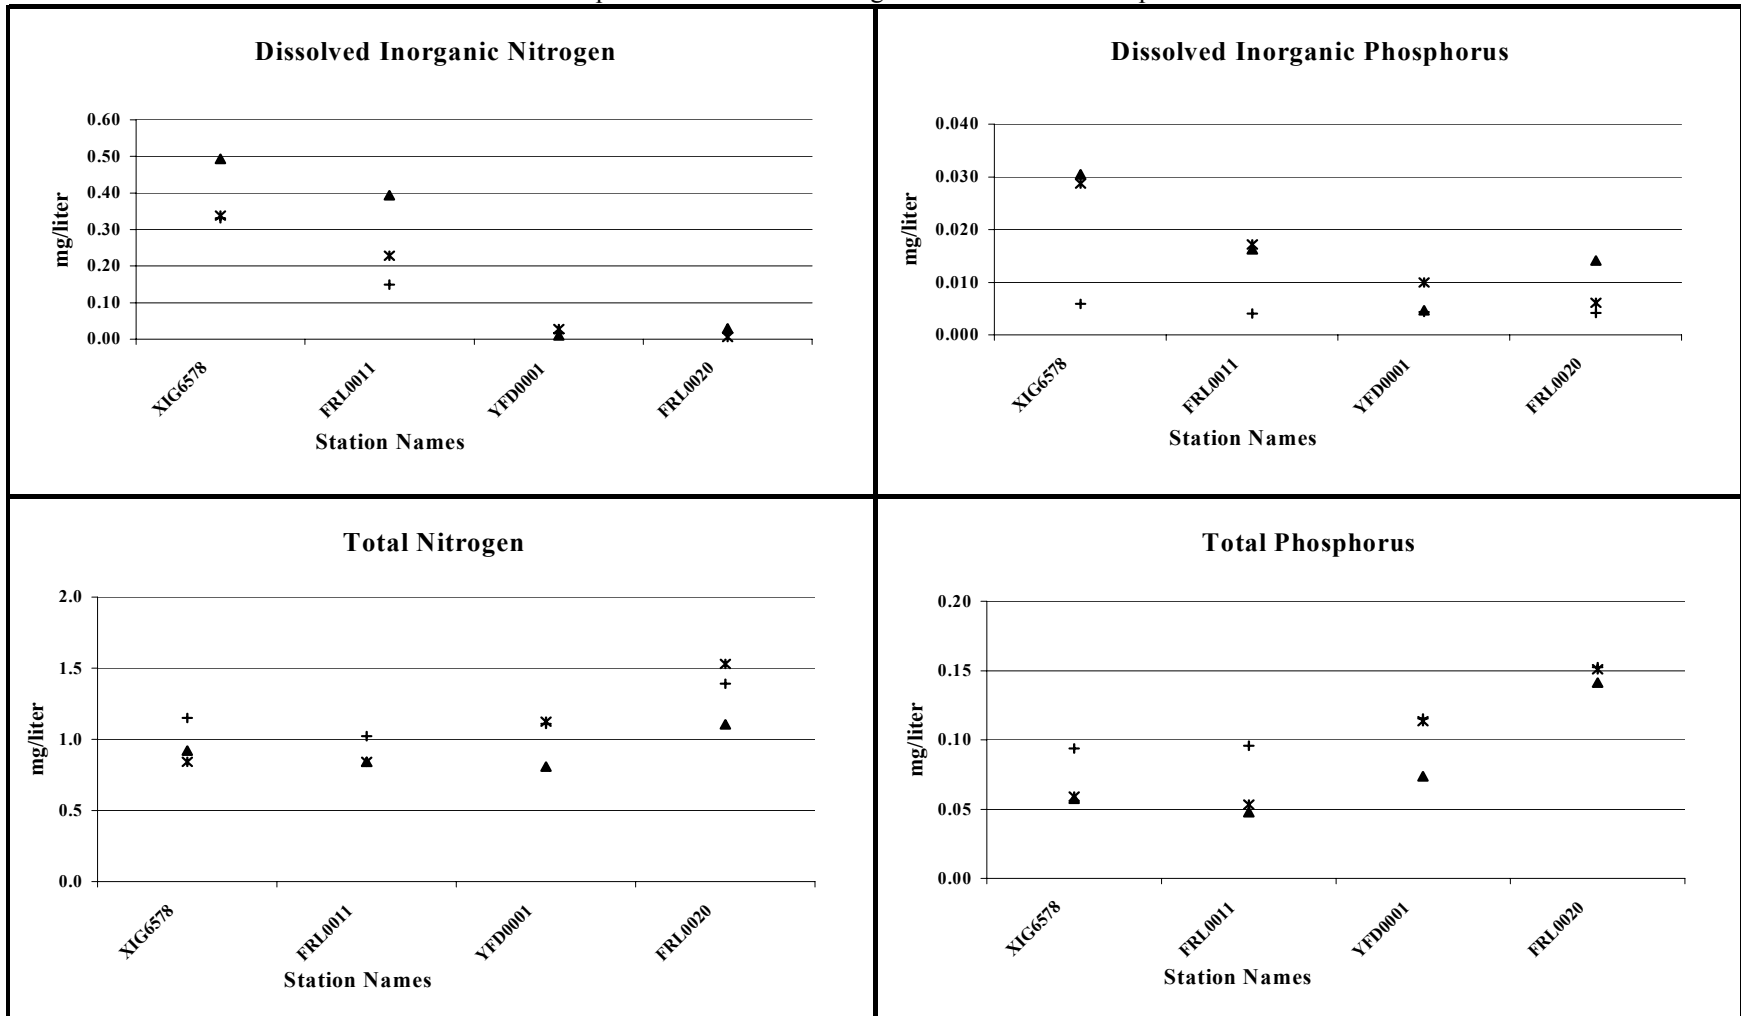 Dissolved Inorganic Nitrogen
0.60
0.50
0.40
0.30
0.20
0.10
0.00
mg/liter
XIG6578
FRL0011
YFD0001
FRL0020
Station Names
Dissolved Inorganic Phosphorus
0.040
0.030
0.020
0.010
0.000
mg/liter
XIG6578
FRL0011
YFD0001
FRL0020
Station Names
Total Nitrogen
2.0
1.5
1.0
0.5
0.0
mg/liter
XIG6578
FRL0011
YFD0001
FRL0020
Station Names
Total Phosphorus
0.20
0.15
0.10
0.05
0.00
mg/liter
XIG6578
FRL0011
YFD0001
FRL0020
Station Names